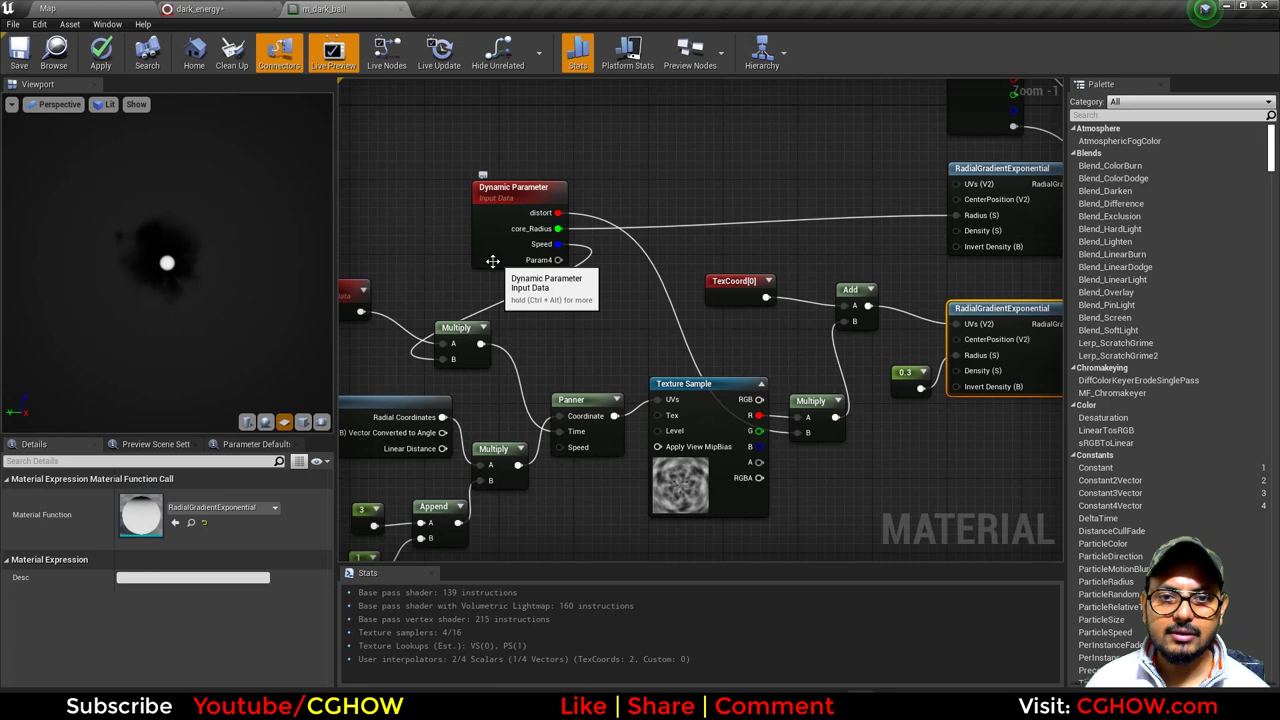 Map
dark_energy*
m_dark_ball
File
Edit
Asset
Window
Help
Save
Browse
Apply
Search
Home
Clean Up
Connectors
Live Preview
Live Nodes
Live Update
Hide Unrelated
Stats
Platform Stats
Preview Nodes
Hierarchy
Viewport
Perspective
Lit
Show
Zoom -1
Palette
Category: All
Search
Atmosphere
AtmosphericFogColor
Blends
Blend_ColorBurn
Blend_ColorDodge
Blend_Darken
Blend_Difference
Blend_Exclusion
Blend_HardLight
Blend_Lighten
Blend_LinearBurn
Blend_LinearDodge
Blend_LinearLight
Blend_Overlay
Blend_PinLight
Blend_Screen
Blend_SoftLight
Lerp_ScratchGrime
Lerp_ScratchGrime2
Chromakeying
DiffColorKeyerErodeSinglePass
MF_Chromakeyer
Color
Desaturation
LinearTosRGB
sRGBToLinear
Constants
Constant
Constant2Vector
2
Constant3Vector
3
Constant4Vector
4
DeltaTime
DistanceCullFade
ParticleColor
ParticleDirection
ParticleMotionBlu
ParticleRadius
ParticleRandom
ParticleRelativeT
ParticleSize
ParticleSpeed
PerInstanceFad
PerInstance
Dynamic Parameter
Input Data
distort
core_Radius
Speed
Param4
Dynamic Parameter
Input Data
hold (Ctrl + Alt) for more
RadialGradientExponential
UVs (V2)
RadialGra
CenterPosition (V2)
Radius (S)
Density (S)
Invert Density (B)
TexCoord[0]
Add
A
B
RadialGradientExponential
UVs (V2)
RadialGra
CenterPosition (V2)
Radius (S)
Density (S)
Invert Density (B)
0.3
Data
Multiply
A
B
Radial Coordinates
B) Vector Converted to Angle
Linear Distance
Multiply
A
B
3
Append
A
B
1
Panner
Coordinate
Time
Speed
Texture Sample
UVs
RGB
Tex
R
Level
G
Apply View MipBias
B
A
RGBA
Multiply
A
B
MATERIAL
Details
Preview Scene Sett
Parameter Default
Search Details
Material Expression Material Function Call
Material Function
RadialGradientExponential
Material Expression
Desc
Stats
Base pass shader: 139 instructions
Base pass shader with Volumetric Lightmap: 160 instructions
Base pass vertex shader: 215 instructions
Texture samplers: 4/16
Texture Lookups (Est.): VS(0), PS(1)
User interpolators: 2/4 Scalars (1/4 Vectors) (TexCoords: 2, Custom: 0)
Subscribe Youtube/CGHOW Like | Share | Comment Visit: CGHOW.com